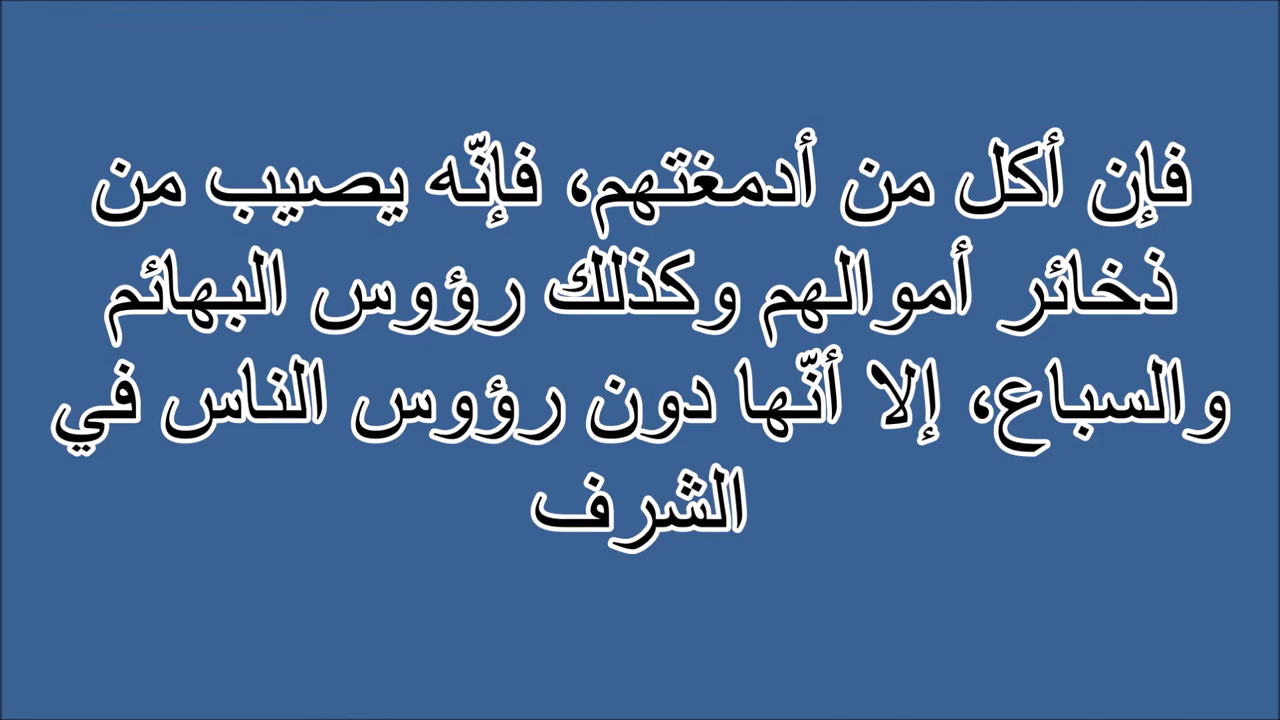 فإن أكل من أدمغتهم، فإنّه يصيب من
ذخائر أموالهم وكذلك رؤوس البهائم
والسباع، إلا أنّها دون رؤوس الناس في
الشرف